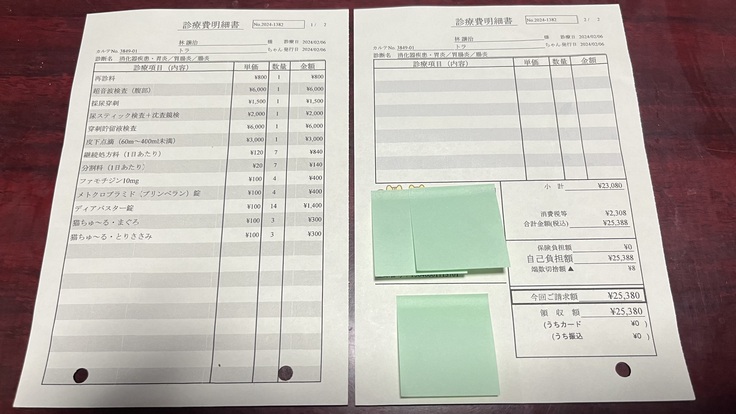 診療費明細書
No.2024-1382
1 / 2
林 譲治 様 診療日 2024/02/06
カルテNo. 2849-01 トラ ちゃん 発行日 2024/02/06
診断名 消化器疾患・胃炎/胃腸炎/腸炎
診療項目(内容) 単価 数量 金額
再診料 ¥800 1 ¥800
超音波検査(腹部) ¥6,000 1 ¥6,000
採尿穿刺 ¥1,500 1 ¥1,500
尿スティック検査+沈査鏡検 ¥2,000 1 ¥2,000
穿刺貯留液検査 ¥6,000 1 ¥6,000
皮下点滴(60m~400ml未満) ¥3,000 1 ¥3,000
継続処方料(1日あたり) ¥120 7 ¥840
分割料(1日あたり) ¥20 7 ¥140
ファモチジン10mg ¥100 4 ¥400
メトクロプラミド(プリンペラン)錠 ¥100 4 ¥400
ディアバスター錠 ¥100 14 ¥1,400
猫ちゅ~る・まぐろ ¥100 3 ¥300
猫ちゅ~る・とりささみ ¥100 3 ¥300
診療費明細書
No.2024-1382
2 / 2
林 譲治 様 診療日 2024/02/06
カルテNo. 2849-01 トラ ちゃん 発行日 2024/02/06
診断名 消化器疾患・胃炎/胃腸炎/腸炎
診療項目(内容) 単価 数量 金額
小 計 ¥23,080
消費税等 ¥2,308
合計金額(税込) ¥25,388
保険負担額 ¥0
自己負担額 ¥25,388
端数切捨額 ▲ ¥8
今回ご請求額 ¥25,380
領 収 額 ¥25,380
(うちカード ¥0 )
(うち振込 ¥0 )